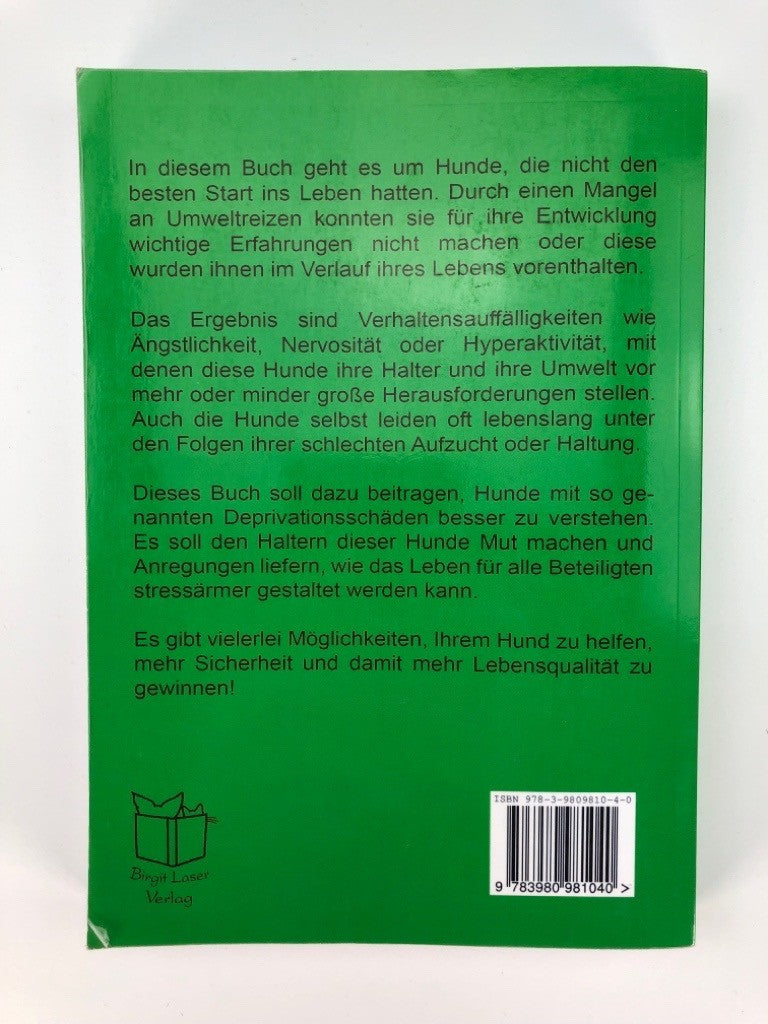 In diesem Buch geht es um Hunde, die nicht den
besten Start ins Leben hatten. Durch einen Mangel
an Umweltreizen konnten sie für ihre Entwicklung
wichtige Erfahrungen nicht machen oder diese
wurden ihnen im Verlauf ihres Lebens vorenthalten.
Das Ergebnis sind Verhaltensauffälligkeiten wie
Ängstlichkeit, Nervosität oder Hyperaktivität, mit
denen diese Hunde ihre Halter und ihre Umwelt vor
mehr oder minder große Herausforderungen stellen.
Auch die Hunde selbst leiden oft lebenslang unter
den Folgen ihrer schlechten Aufzucht oder Haltung.
Dieses Buch soll dazu beitragen, Hunde mit so ge-
nannten Deprivationsschäden besser zu verstehen.
Es soll den Haltern dieser Hunde Mut machen und
Anregungen liefern, wie das Leben für alle Beteiligten
stressärmer gestaltet werden kann.
Es gibt vielerlei Möglichkeiten, Ihrem Hund zu helfen,
mehr Sicherheit und damit mehr Lebensqualität zu
gewinnen!
Birgit Laser
Verlag
ISBN 978-3-9809810-4-0
9 783980 981040 >